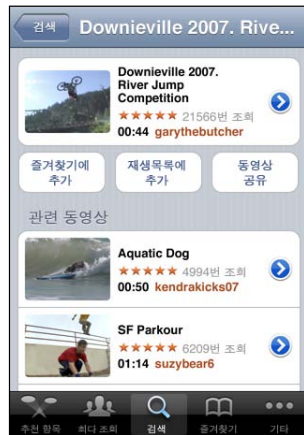 검색
Downieville 2007. Rive...
Downieville 2007.
River Jump
Competition
★★★★★ 21566번 조회
00:44 garythebutcher
즐겨찾기에
추가
재생목록에
추가
동영상
공유
관련 동영상
Aquatic Dog
★★★★★ 4994번 조회
00:50 kendrakicks07
SF Parkour
★★★★★ 6209번 조회
01:14 suzybear6
추천 항목
최다 조회
검색
즐겨찾기
기타